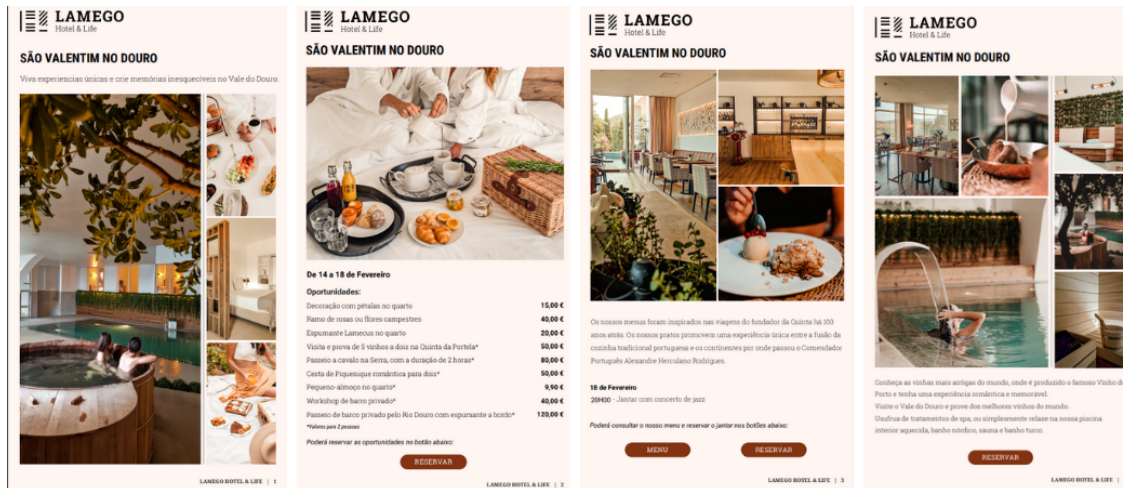 LAMEGO
Hotel & Life
SÃO VALENTIM NO DOURO
Viva experiencias únicas e crie memórias inesquecíveis no Vale do Douro.
LAMEGO HOTEL & LIFE | 1
LAMEGO
Hotel & Life
SÃO VALENTIM NO DOURO
De 14 a 18 de Fevereiro
Oportunidades:
Decoração com pétalas no quarto 15,00 €
Ramo de rosas ou flores campestres 40,00 €
Espumante Lamecus no quarto 20,00 €
Visita e prova de 5 vinhos a dois na Quinta da Portela* 50,00 €
Passeio a cavalo na Serra, com a duração de 2 horas* 80,00 €
Cesta de Piquenique romântica para dois* 50,00 €
Pequeno-almoço no quarto* 9,90 €
Workshop de barro privado* 40,00 €
Passeio de barco privado pelo Rio Douro com espumante a bordo* 120,00 €
*Valores para 2 pessoas
Poderá reservar as oportunidades no botão abaixo:
RESERVAR
LAMEGO HOTEL & LIFE | 2
LAMEGO
Hotel & Life
SÃO VALENTIM NO DOURO
Os nossos menus foram inspirados nas viagens do fundador da Quinta há 100
anos atrás. Os nossos pratos promovem uma experiência única entre a fusão da
cozinha tradicional portuguesa e os continentes por onde passou o Comendador
Português Alexandre Herculano Rodrigues.
18 de Fevereiro
20H00 - Jantar com concerto de jazz
Poderá consultar o nosso menu e reservar o jantar nos botões abaixo:
MENU RESERVAR
LAMEGO HOTEL & LIFE | 3
LAMEGO
Hotel & Life
SÃO VALENTIM NO DOURO
Conheça as vinhas mais antigas do mundo, onde é produzido o famoso Vinho d
Porto e tenha uma experiência romântica e memorável.
Visite o Vale do Douro e prove dos melhores vinhos do mundo.
Usufrua de tratamentos de spa, ou simplesmente relaxe na nossa piscina
interior aquecida, banho nórdico, sauna e banho turco.
RESERVAR
LAMEGO HOTEL & LIFE |